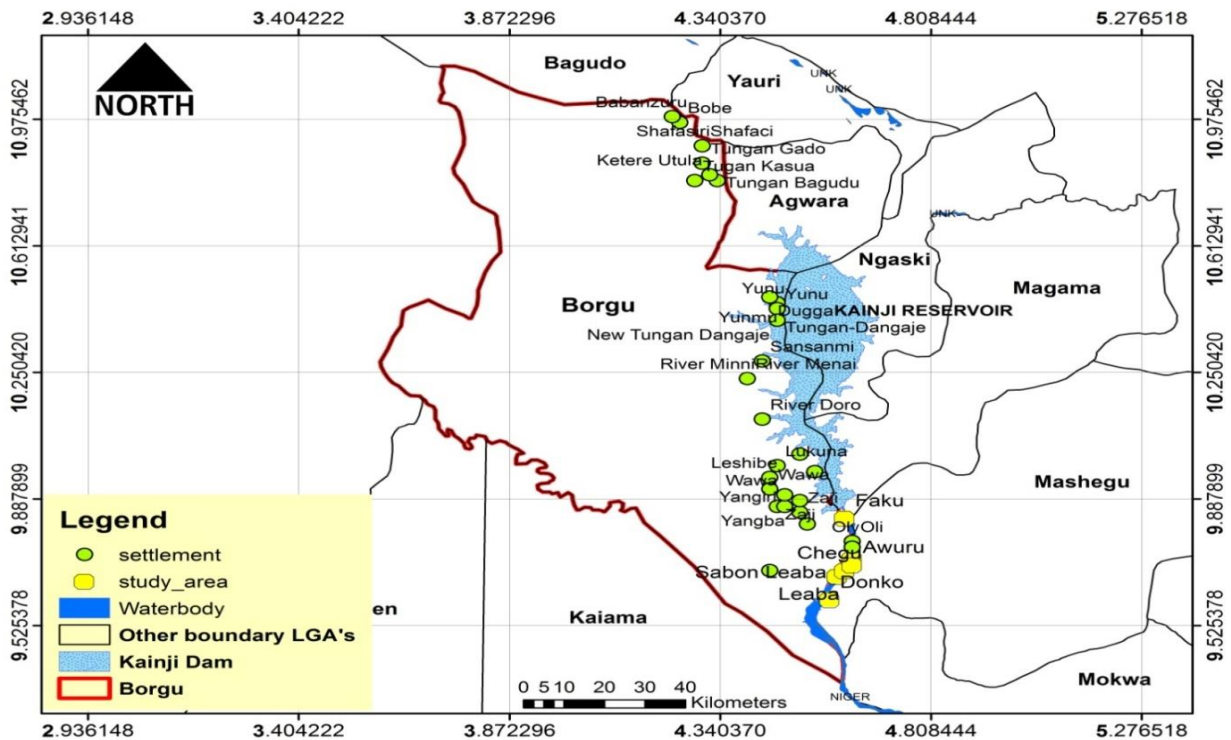 2.936148 3.404222 3.872296 4.340370 4.808444 5.276518
NORTH
Bagudo
Yauri
UNK
UNK
10.975462
10.975462
Babanzuru
Bobe
ShafasiriShafaci
Tungan Gado
Ketere Utula
Tugan Kasua
Tungan Bagudu
Agwara
UNK
10.612941
10.612941
Ngaski
Magama
Borgu
Yunu Yunu
Dugga KAINJI RESERVOIR
Yunmu Tungan-Dangaje
New Tungan Dangaje
Sansanmi
River Minni River Menai
10.250420
10.250420
River Doro
Lukuna
Leshibe
Wawa
Wawa
Mashegu
9.887899
9.887899
Yangiri Zali
Faku
Yangba Zali
OlyOli
Chegu Awuru
Sabon Leaba
Donko
Leaba
Kaiama
en
9.525378
9.525378
Mokwa
NIGER
Legend
settlement
study_area
Waterbody
Other boundary LGA's
Kainji Dam
Borgu
0 5 10 20 30 40
Kilometers
2.936148 3.404222 3.872296 4.340370 4.808444 5.276518